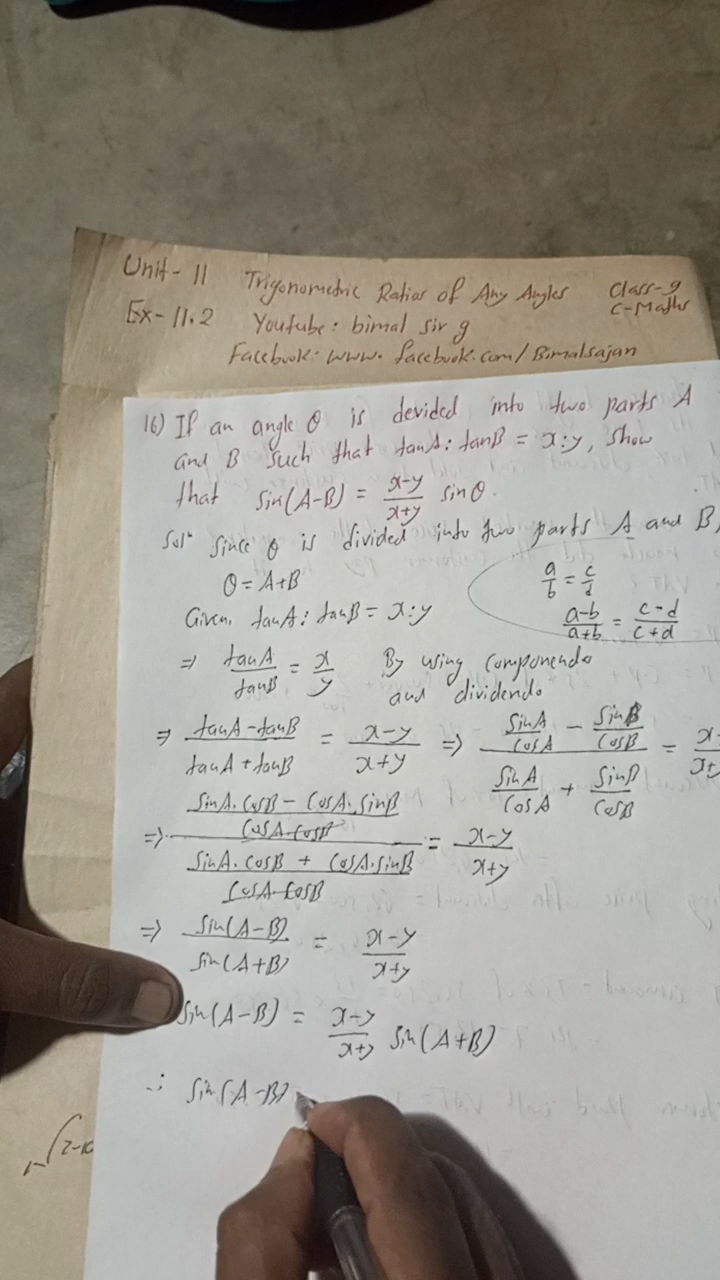 Unit-11 Trigonometric Ratios of Any Angles Class-9
Ex-11.2 Youtube: bimal sir g C-Maths
Facebook: www.facebook.com/Bimalsajan
16) If an angle θ is devided into two parts A
and B such that tanA: tanB = x:y, Show
that sin(A-B) = x-y/x+y sinθ.
Solⁿ Since θ is divided into two parts A and B,
θ = A+B
a/b = c/d
Given, tanA: tanB = x:y
a-b/a+b = c-d/c+d
⇒ tanA/tanB = x/y By using Componendo
and dividendo
⇒ tanA-tanB/tanA+tanB = x-y/x+y ⇒ sinA/cosA - sinB/cosB / sinA/cosA + sinB/cosB = x-/x+y
⇒ sinA.cosB - cosA.sinB/cosA.cosB / sinA.cosB + cosA.sinB/cosA.cosB = x-y/x+y
⇒ sin(A-B)/sin(A+B) = x-y/x+y
sin(A-B) = x-y/x+y sin(A+B)
∴ sin(A-B)